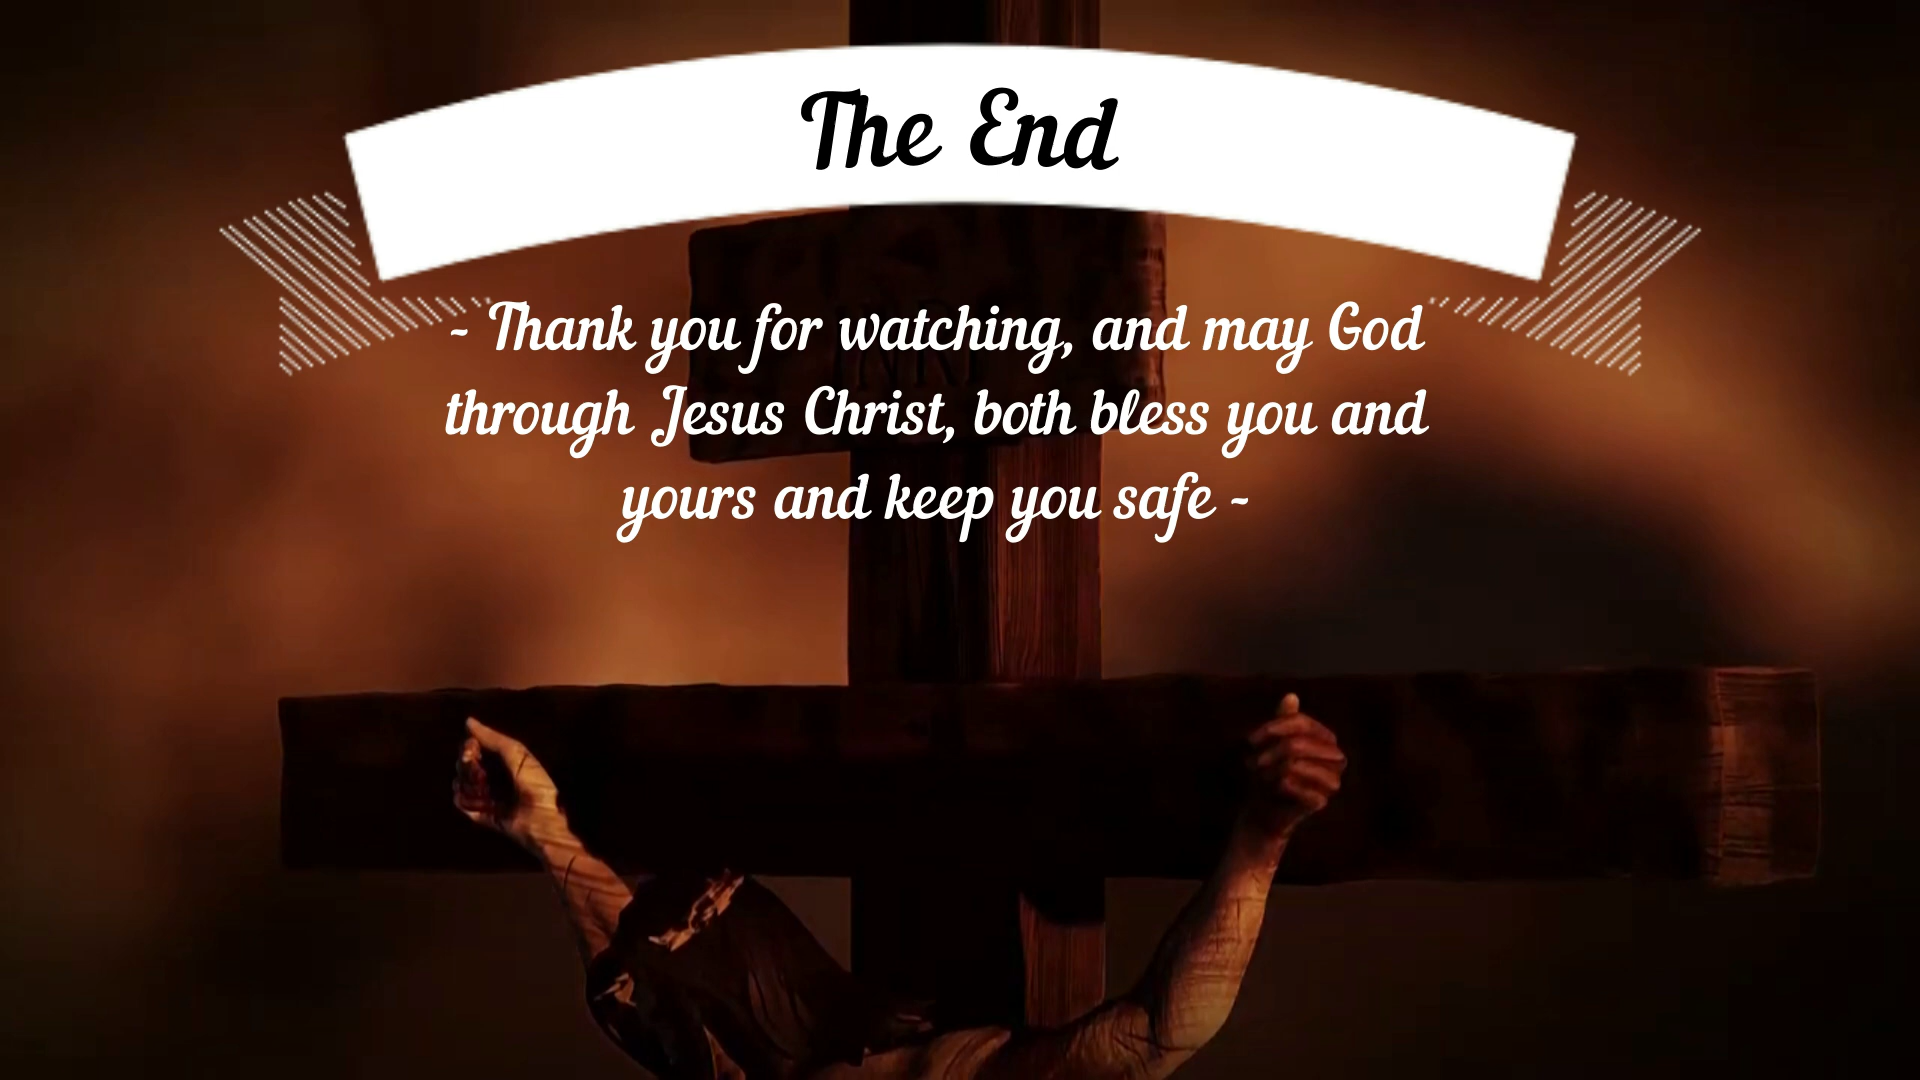 The End
~ Thank you for watching, and may God
through Jesus Christ, both bless you and
yours and keep you safe ~
INRI